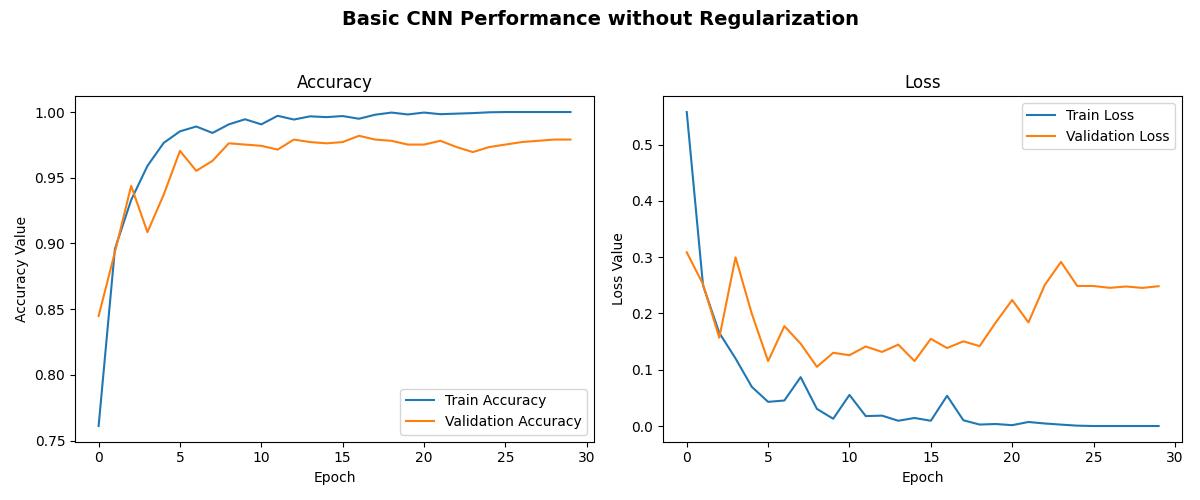 Basic CNN Performance without Regularization
Accuracy
1.00
0.95
0.90
0.85
0.80
0.75
Accuracy Value
0 5 10 15 20 25 30
Epoch
Train Accuracy
Validation Accuracy
Loss
0.5
0.4
0.3
0.2
0.1
0.0
Loss Value
0 5 10 15 20 25 30
Epoch
Train Loss
Validation Loss